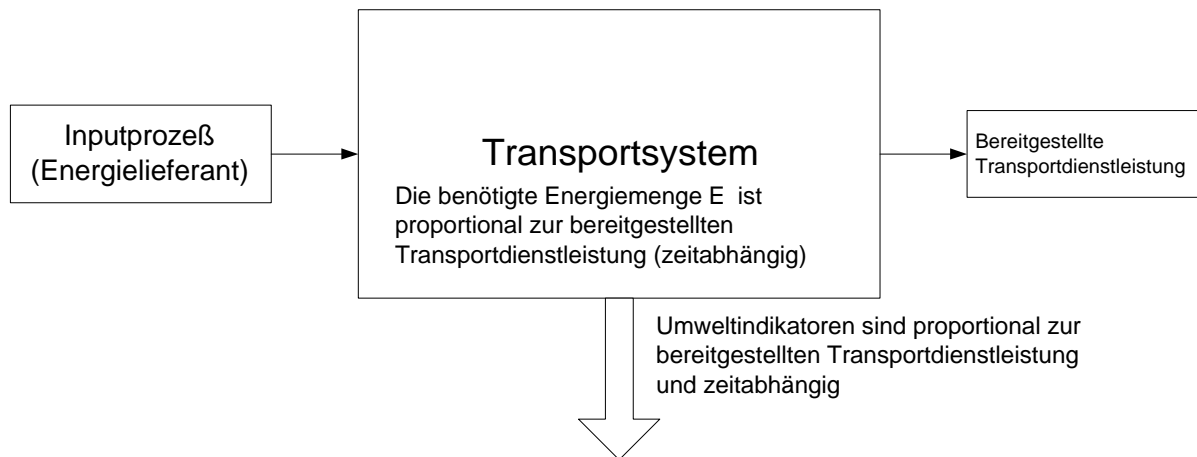 Inputprozeß
(Energielieferant)
Transportsystem
Die benötigte Energiemenge E ist
proportional zur bereitgestellten
Transportdienstleistung (zeitabhängig)
Bereitgestellte
Transportdienstleistung
Umweltindikatoren sind proportional zur
bereitgestellten Transportdienstleistung
und zeitabhängig